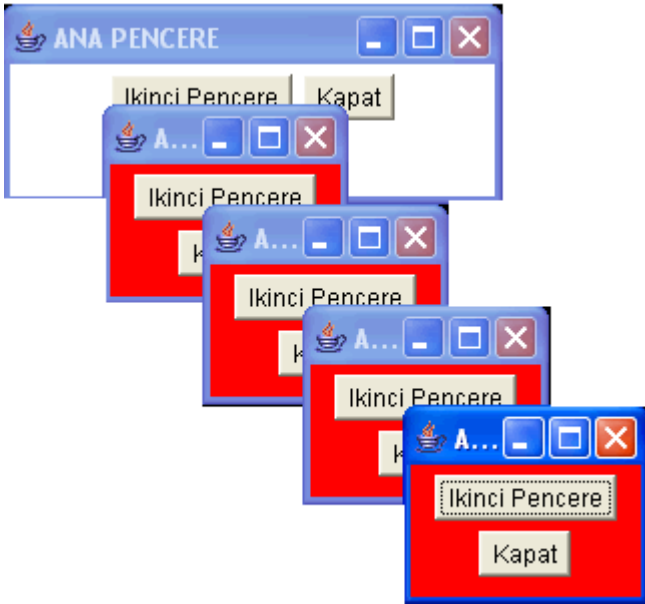 ANA PENCERE
Ikinci Pencere Kapat
A...
Ikinci Pencere
K
A...
Ikinci Pencere
K
A...
Ikinci Pencere
K
A...
Ikinci Pencere
Kapat